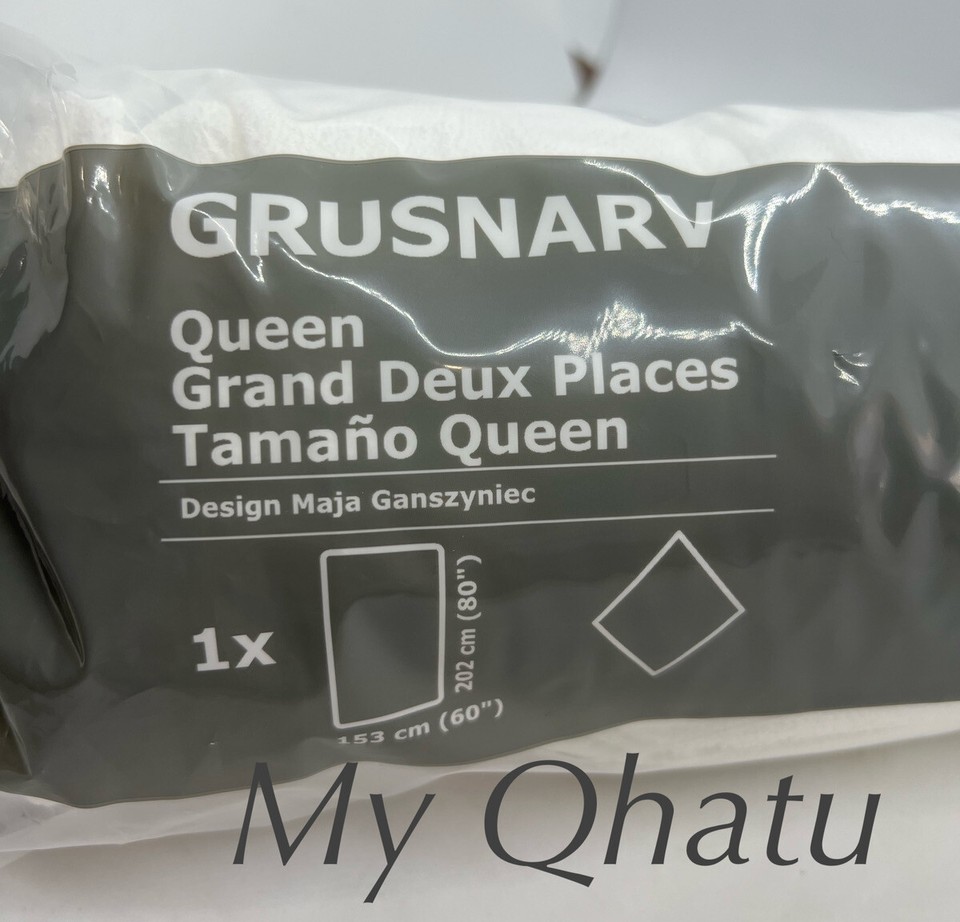 GRUSNARV
Queen
Grand Deux Places
Tamaño Queen
Design Maja Ganszyniec
1x
202 cm (80")
153 cm (60")
My Qhatu